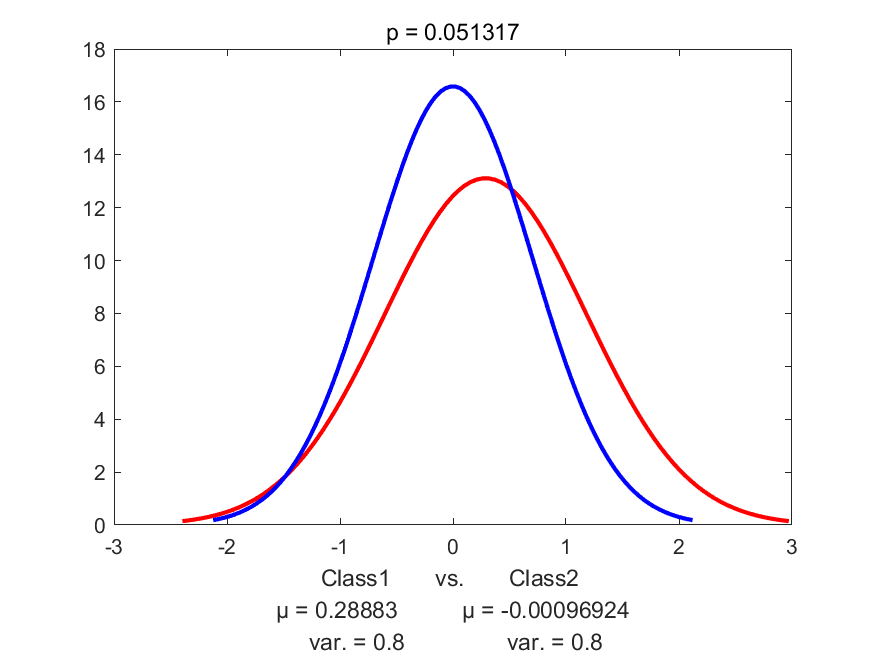 p = 0.051317
18
16
14
12
10
8
6
4
2
0
-3 -2 -1 0 1 2 3
Class1 vs. Class2
μ = 0.28883 μ = -0.00096924
var. = 0.8 var. = 0.8